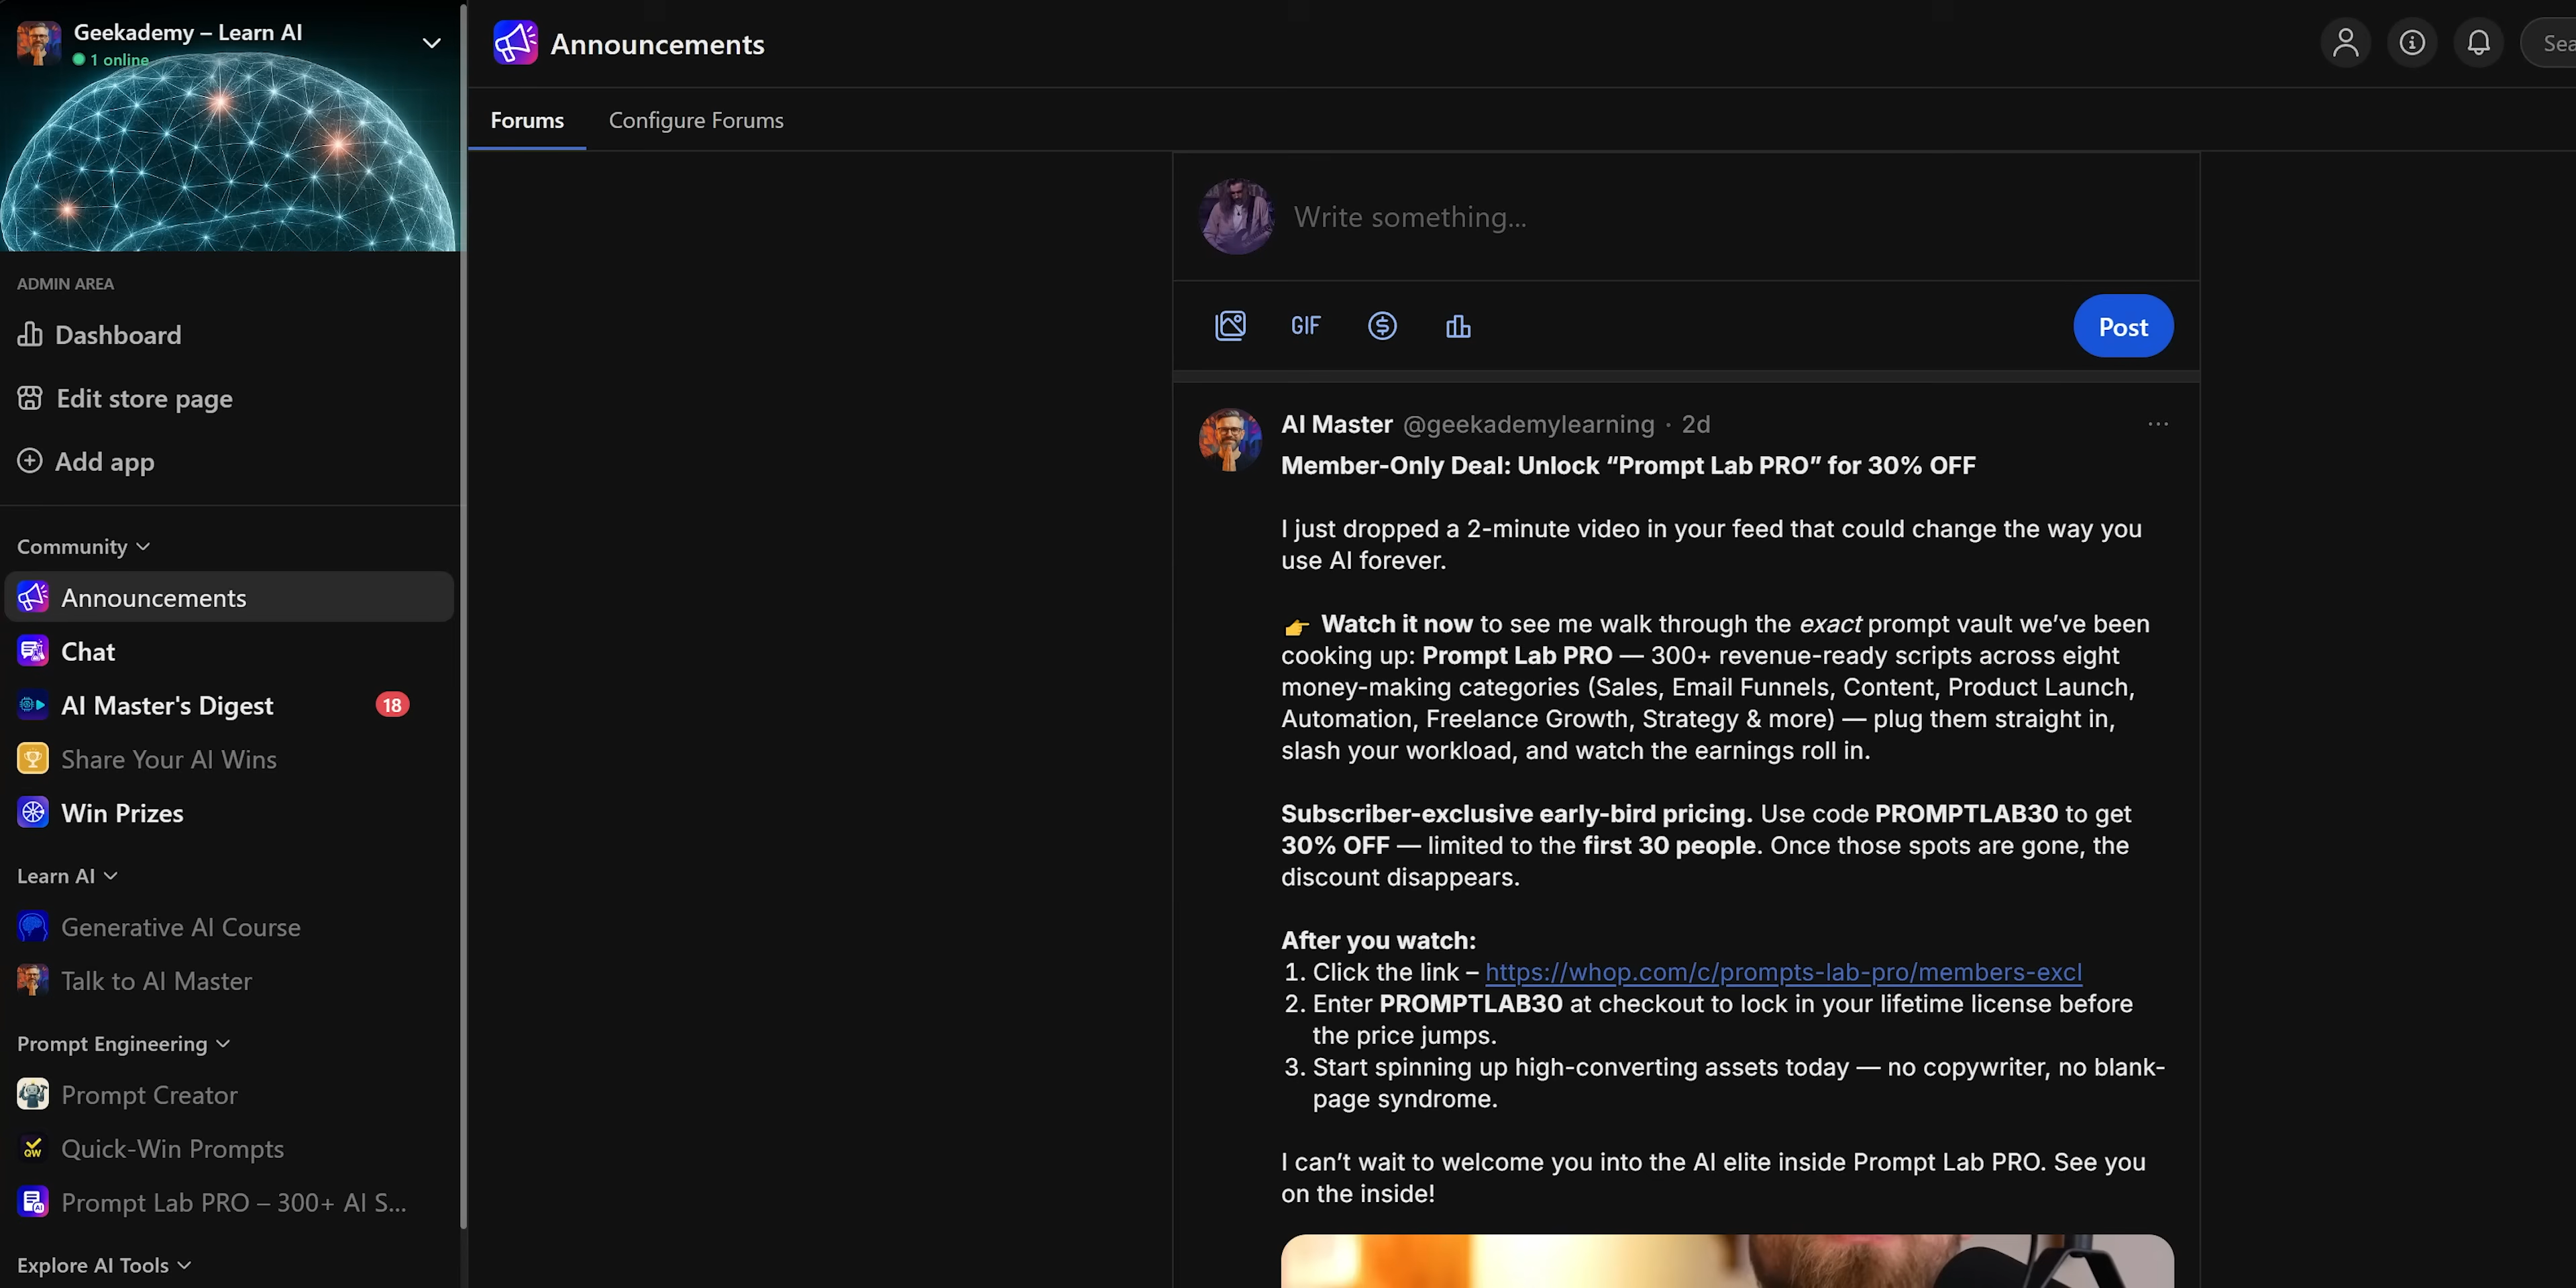 Geekademy – Learn AI
1 online
ADMIN AREA
Dashboard
Edit store page
Add app
Community
Announcements
Chat
AI Master's Digest
18
Share Your AI Wins
Win Prizes
Learn AI
Generative AI Course
Talk to AI Master
Prompt Engineering
Prompt Creator
QW
Quick-Win Prompts
AI
Prompt Lab PRO – 300+ AI S...
Explore AI Tools
Announcements
Forums
Configure Forums
Write something...
GIF
Post
AI Master @geekademylearning · 2d
Member-Only Deal: Unlock “Prompt Lab PRO” for 30% OFF
I just dropped a 2-minute video in your feed that could change the way you
use AI forever.
👉 Watch it now to see me walk through the exact prompt vault we’ve been
cooking up: Prompt Lab PRO — 300+ revenue-ready scripts across eight
money-making categories (Sales, Email Funnels, Content, Product Launch,
Automation, Freelance Growth, Strategy & more) — plug them straight in,
slash your workload, and watch the earnings roll in.
Subscriber-exclusive early-bird pricing. Use code PROMPTLAB30 to get
30% OFF — limited to the first 30 people. Once those spots are gone, the
discount disappears.
After you watch:
1. Click the link – https://whop.com/c/prompts-lab-pro/members-excl
2. Enter PROMPTLAB30 at checkout to lock in your lifetime license before
the price jumps.
3. Start spinning up high-converting assets today — no copywriter, no blank-
page syndrome.
I can’t wait to welcome you into the AI elite inside Prompt Lab PRO. See you
on the inside!